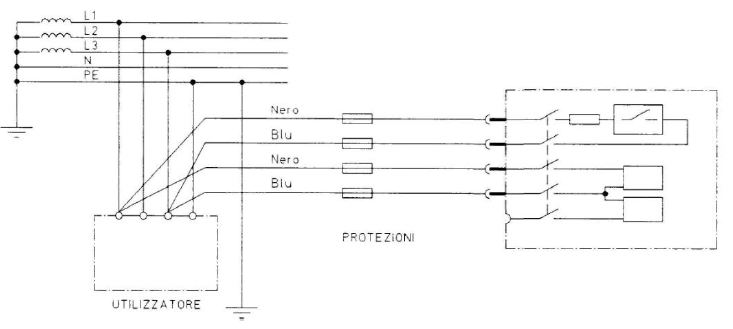 L1
L2
L3
N
PE
Nero
Blu
Nero
Blu
PROTEZIONI
UTILIZZATORE